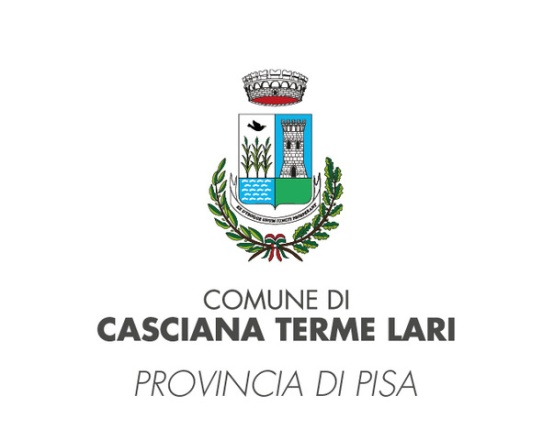 COMUNE DI
CASCIANA TERME LARI
PROVINCIA DI PISA